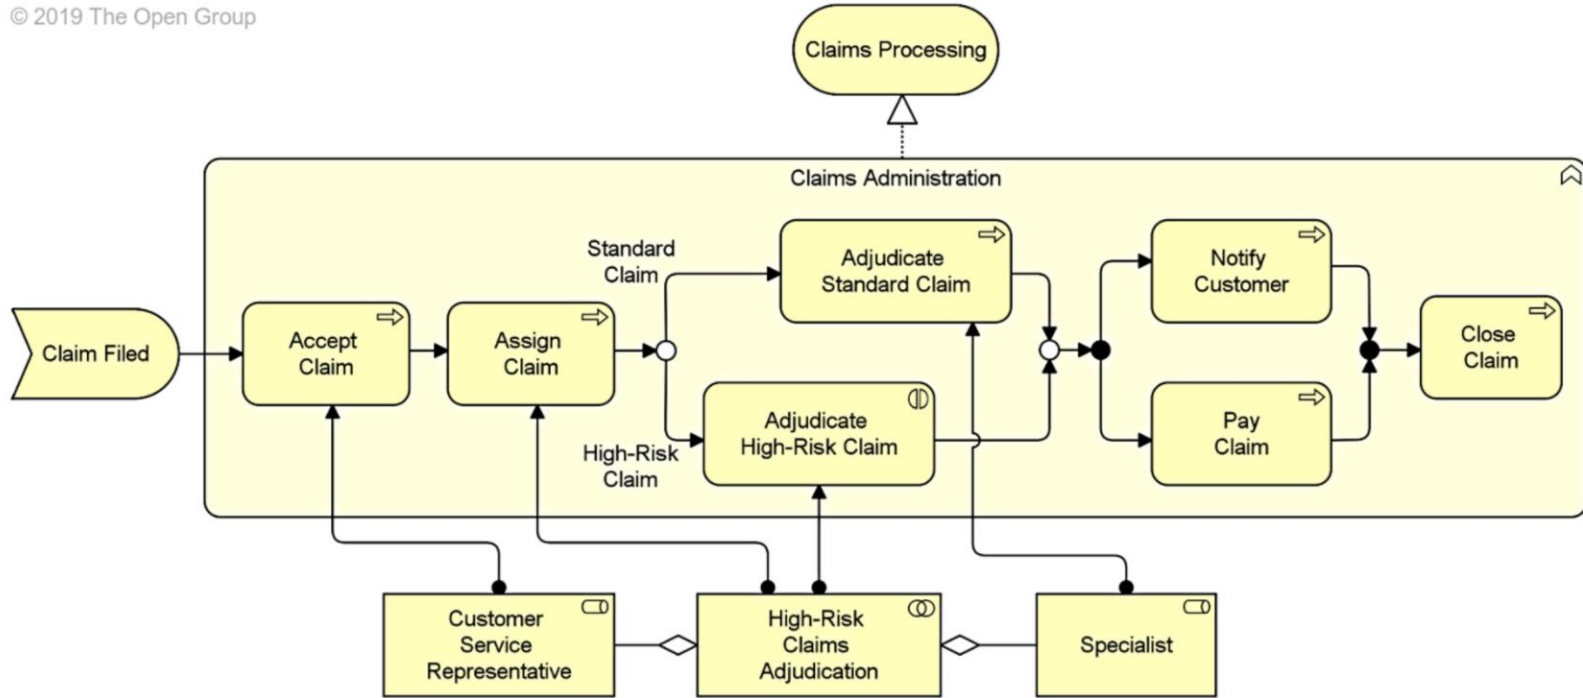 © 2019 The Open Group
Claims Processing
Claims Administration
Claim Filed
Accept
Claim
Assign
Claim
Standard
Claim
High-Risk
Claim
Adjudicate
Standard Claim
Adjudicate
High-Risk Claim
Notify
Customer
Pay
Claim
Close
Claim
Customer
Service
Representative
High-Risk
Claims
Adjudication
Specialist